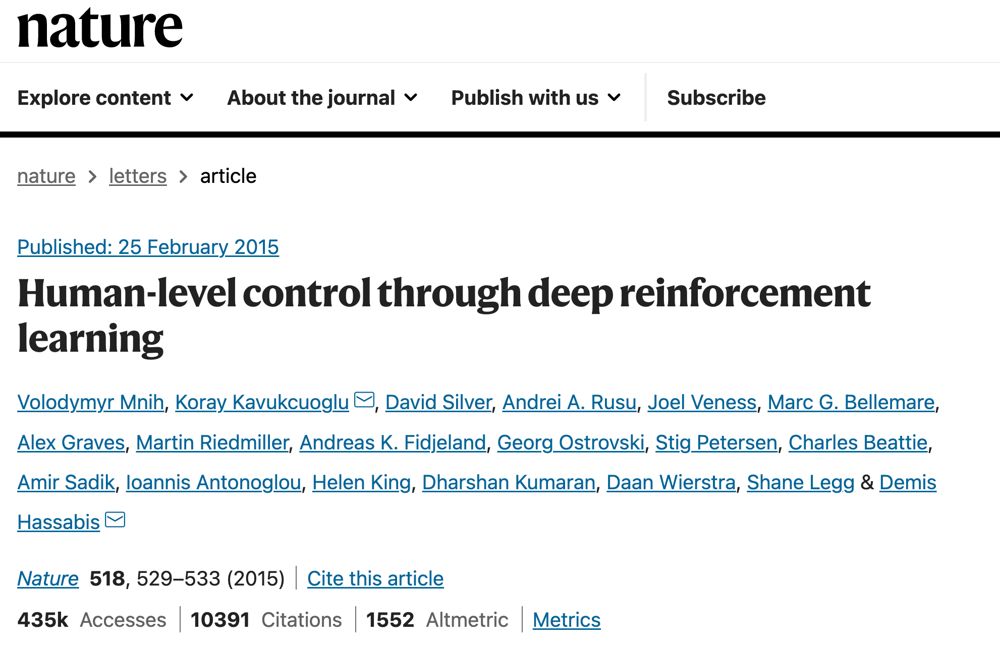 nature
Explore content About the journal Publish with us Subscribe
nature > letters > article
Published: 25 February 2015
Human-level control through deep reinforcement
learning
Volodymyr Mnih, Koray Kavukcuoglu, David Silver, Andrei A. Rusu, Joel Veness, Marc G. Bellemare,
Alex Graves, Martin Riedmiller, Andreas K. Fidjeland, Georg Ostrovski, Stig Petersen, Charles Beattie,
Amir Sadik, Ioannis Antonoglou, Helen King, Dharshan Kumaran, Daan Wierstra, Shane Legg & Demis
Hassabis
Nature 518, 529–533 (2015) | Cite this article
435k Accesses | 10391 Citations | 1552 Altmetric | Metrics